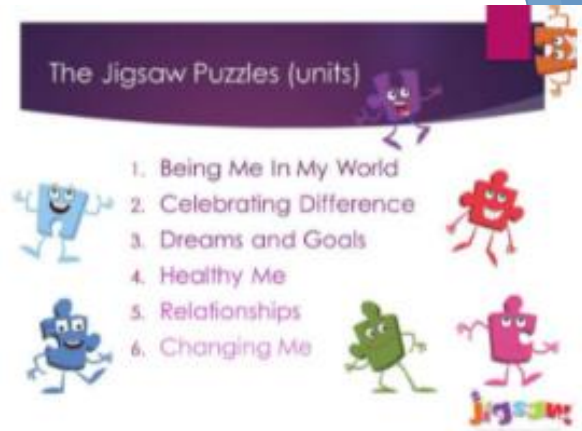 The Jigsaw Puzzles (units)
1. Being Me In My World
2. Celebrating Difference
3. Dreams and Goals
4. Healthy Me
5. Relationships
6. Changing Me
jigsaw